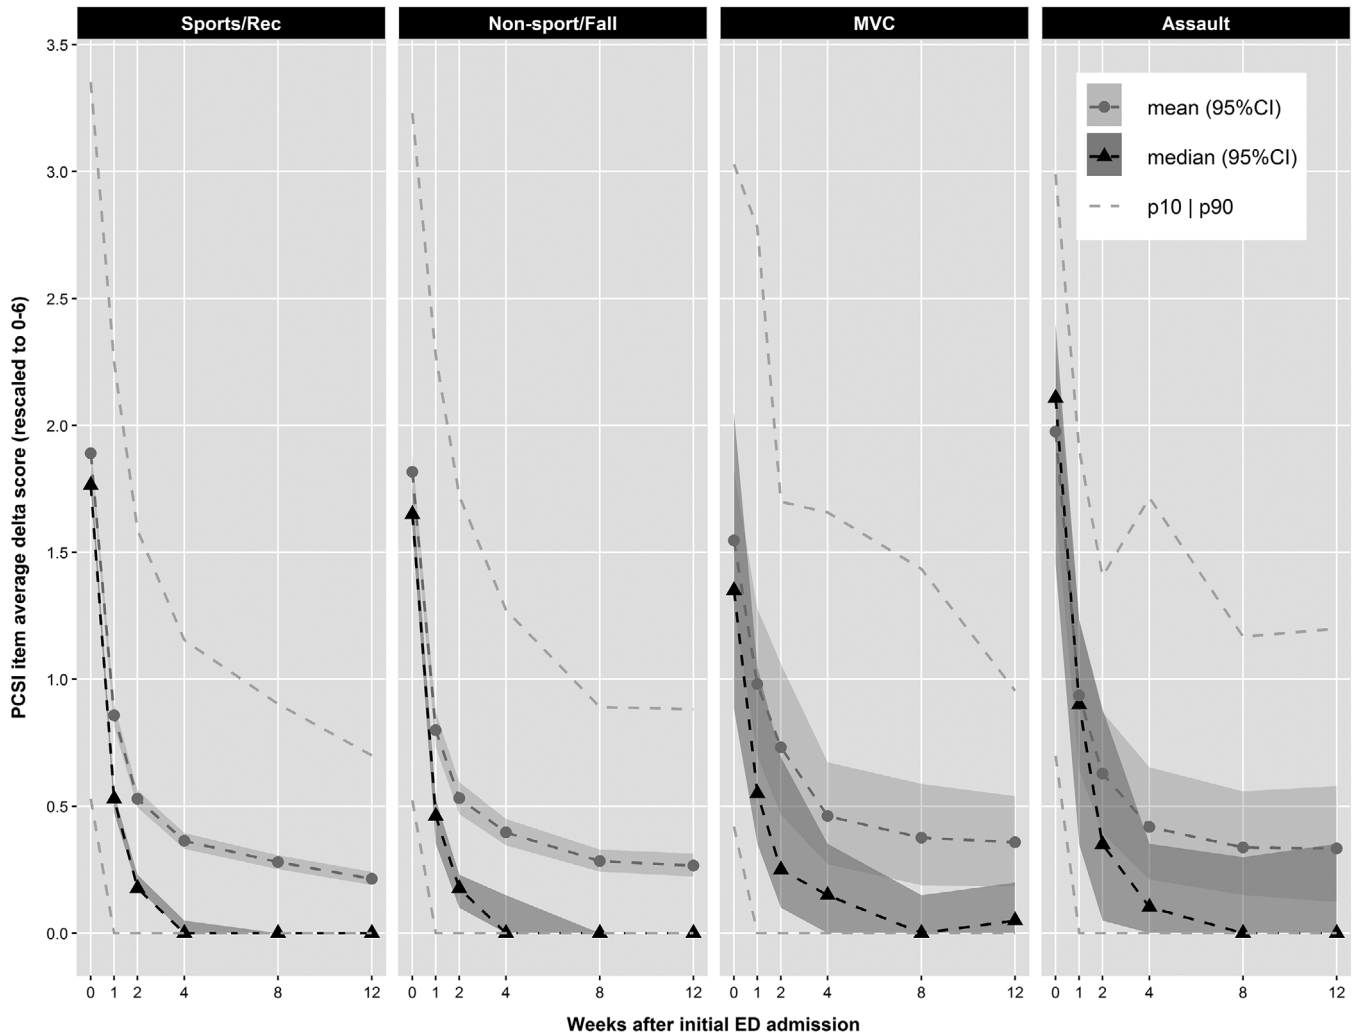 Sports/Rec
Non-sport/Fall
MVC
Assault
3.5
3.0
2.5
2.0
1.5
1.0
0.5
0.0
PCSI item average delta score (rescaled to 0-6)
mean (95%CI)
median (95%CI)
p10 | p90
0 1 2 4 8 12
0 1 2 4 8 12
0 1 2 4 8 12
0 1 2 4 8 12
Weeks after initial ED admission